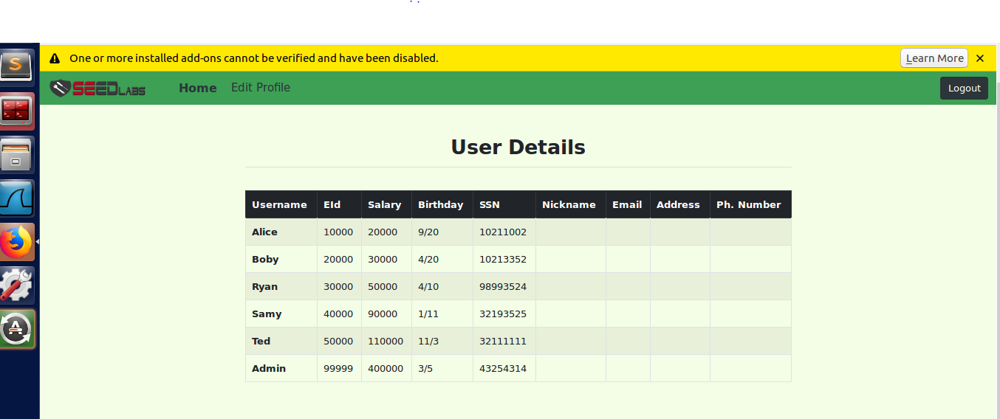 One or more installed add-ons cannot be verified and have been disabled. Learn More
SEEDLABS Home Edit Profile Logout
User Details
Username EId Salary Birthday SSN Nickname Email Address Ph. Number
Alice 10000 20000 9/20 10211002
Boby 20000 30000 4/20 10213352
Ryan 30000 50000 4/10 98993524
Samy 40000 90000 1/11 32193525
Ted 50000 110000 11/3 32111111
Admin 99999 400000 3/5 43254314